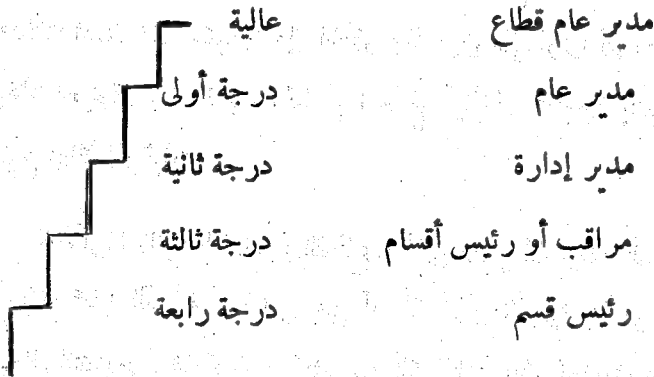 مدير عام قطاع عالية
مدير عام درجة أولى
مدير إدارة درجة ثانية
مراقب أو رئيس أقسام درجة ثالثة
رئيس قسم درجة رابعة